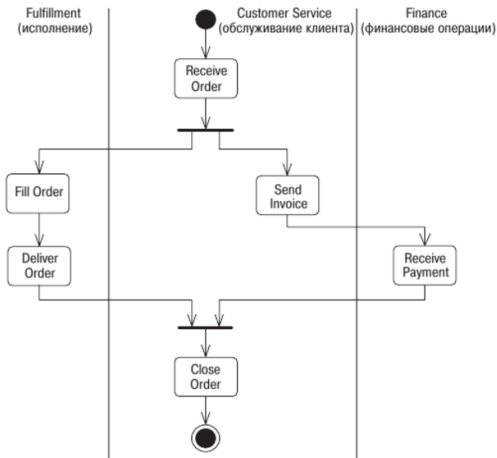 Fulfillment
(исполнение)
Customer Service
(обслуживание клиента)
Finance
(финансовые операции)
Receive
Order
Fill Order
Send
Invoice
Deliver
Order
Receive
Payment
Close
Order